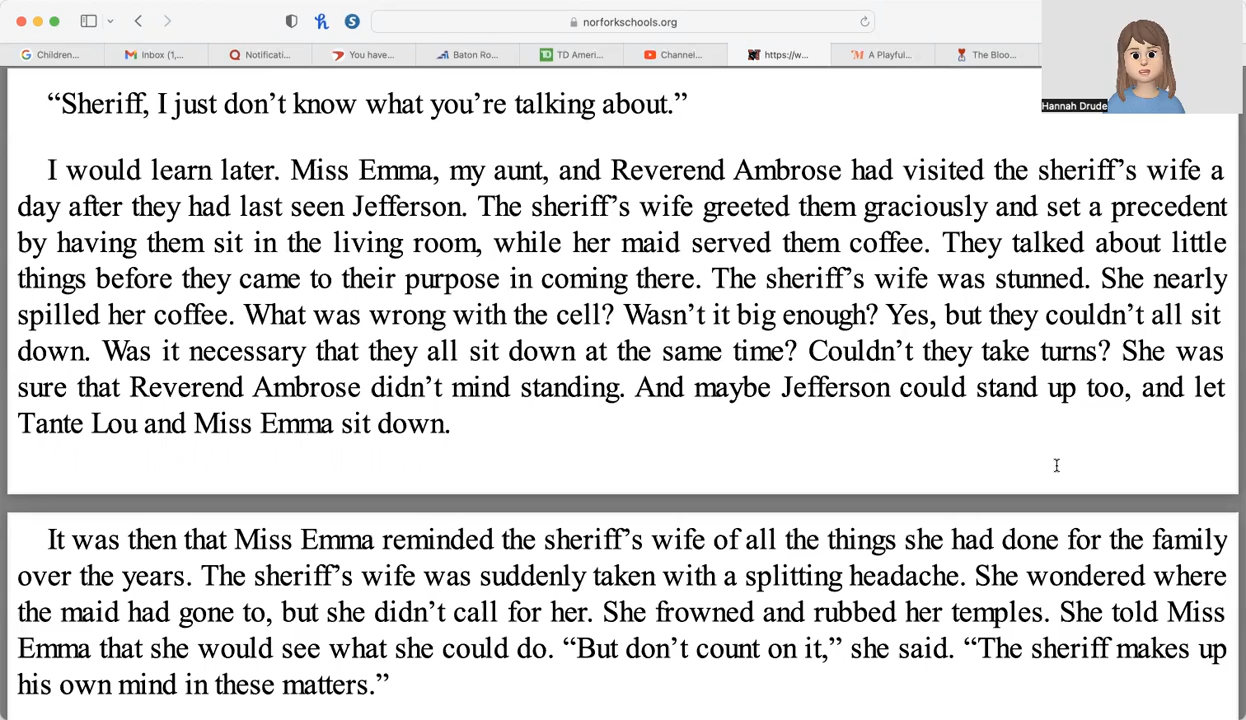 norforkschools.org
Children...
Inbox (1,...
Notificati...
You have...
Baton Ro...
TD Ameri...
Channel...
https://w...
A Playful...
The Bloo...
Hannah Drude
“Sheriff, I just don’t know what you’re talking about.”
I would learn later. Miss Emma, my aunt, and Reverend Ambrose had visited the sheriff’s wife a
day after they had last seen Jefferson. The sheriff’s wife greeted them graciously and set a precedent
by having them sit in the living room, while her maid served them coffee. They talked about little
things before they came to their purpose in coming there. The sheriff’s wife was stunned. She nearly
spilled her coffee. What was wrong with the cell? Wasn’t it big enough? Yes, but they couldn’t all sit
down. Was it necessary that they all sit down at the same time? Couldn’t they take turns? She was
sure that Reverend Ambrose didn’t mind standing. And maybe Jefferson could stand up too, and let
Tante Lou and Miss Emma sit down.
It was then that Miss Emma reminded the sheriff’s wife of all the things she had done for the family
over the years. The sheriff’s wife was suddenly taken with a splitting headache. She wondered where
the maid had gone to, but she didn’t call for her. She frowned and rubbed her temples. She told Miss
Emma that she would see what she could do. “But don’t count on it,” she said. “The sheriff makes up
his own mind in these matters.”